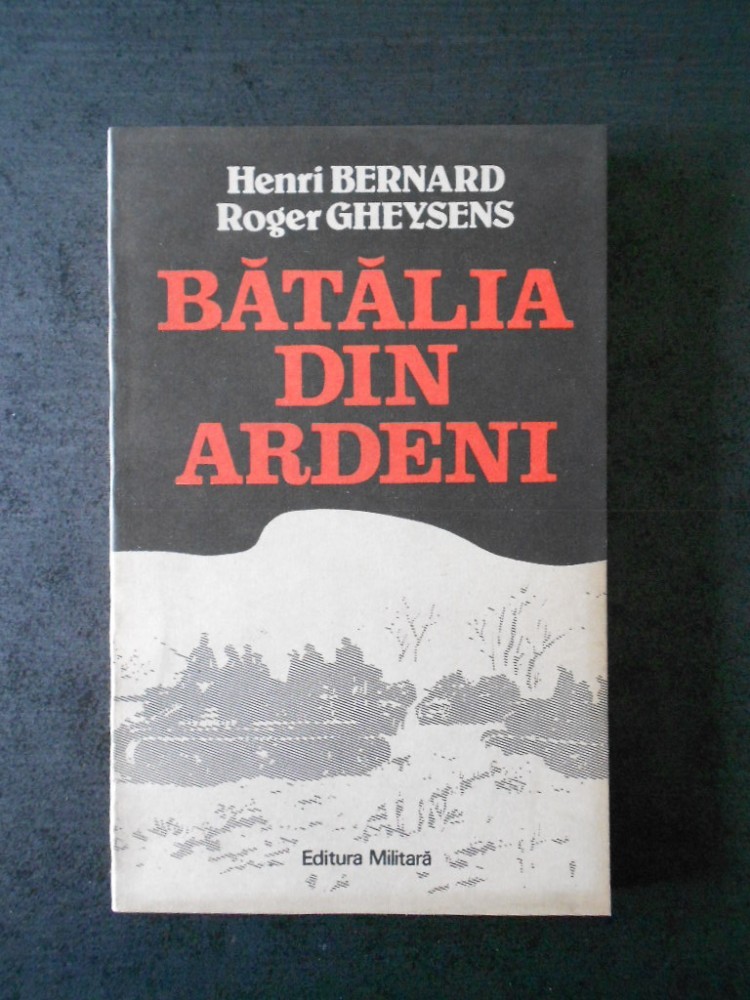 Henri BERNARD
Roger GHEYSENS
BĂTĂLIA
DIN
ARDENI
Editura Militară